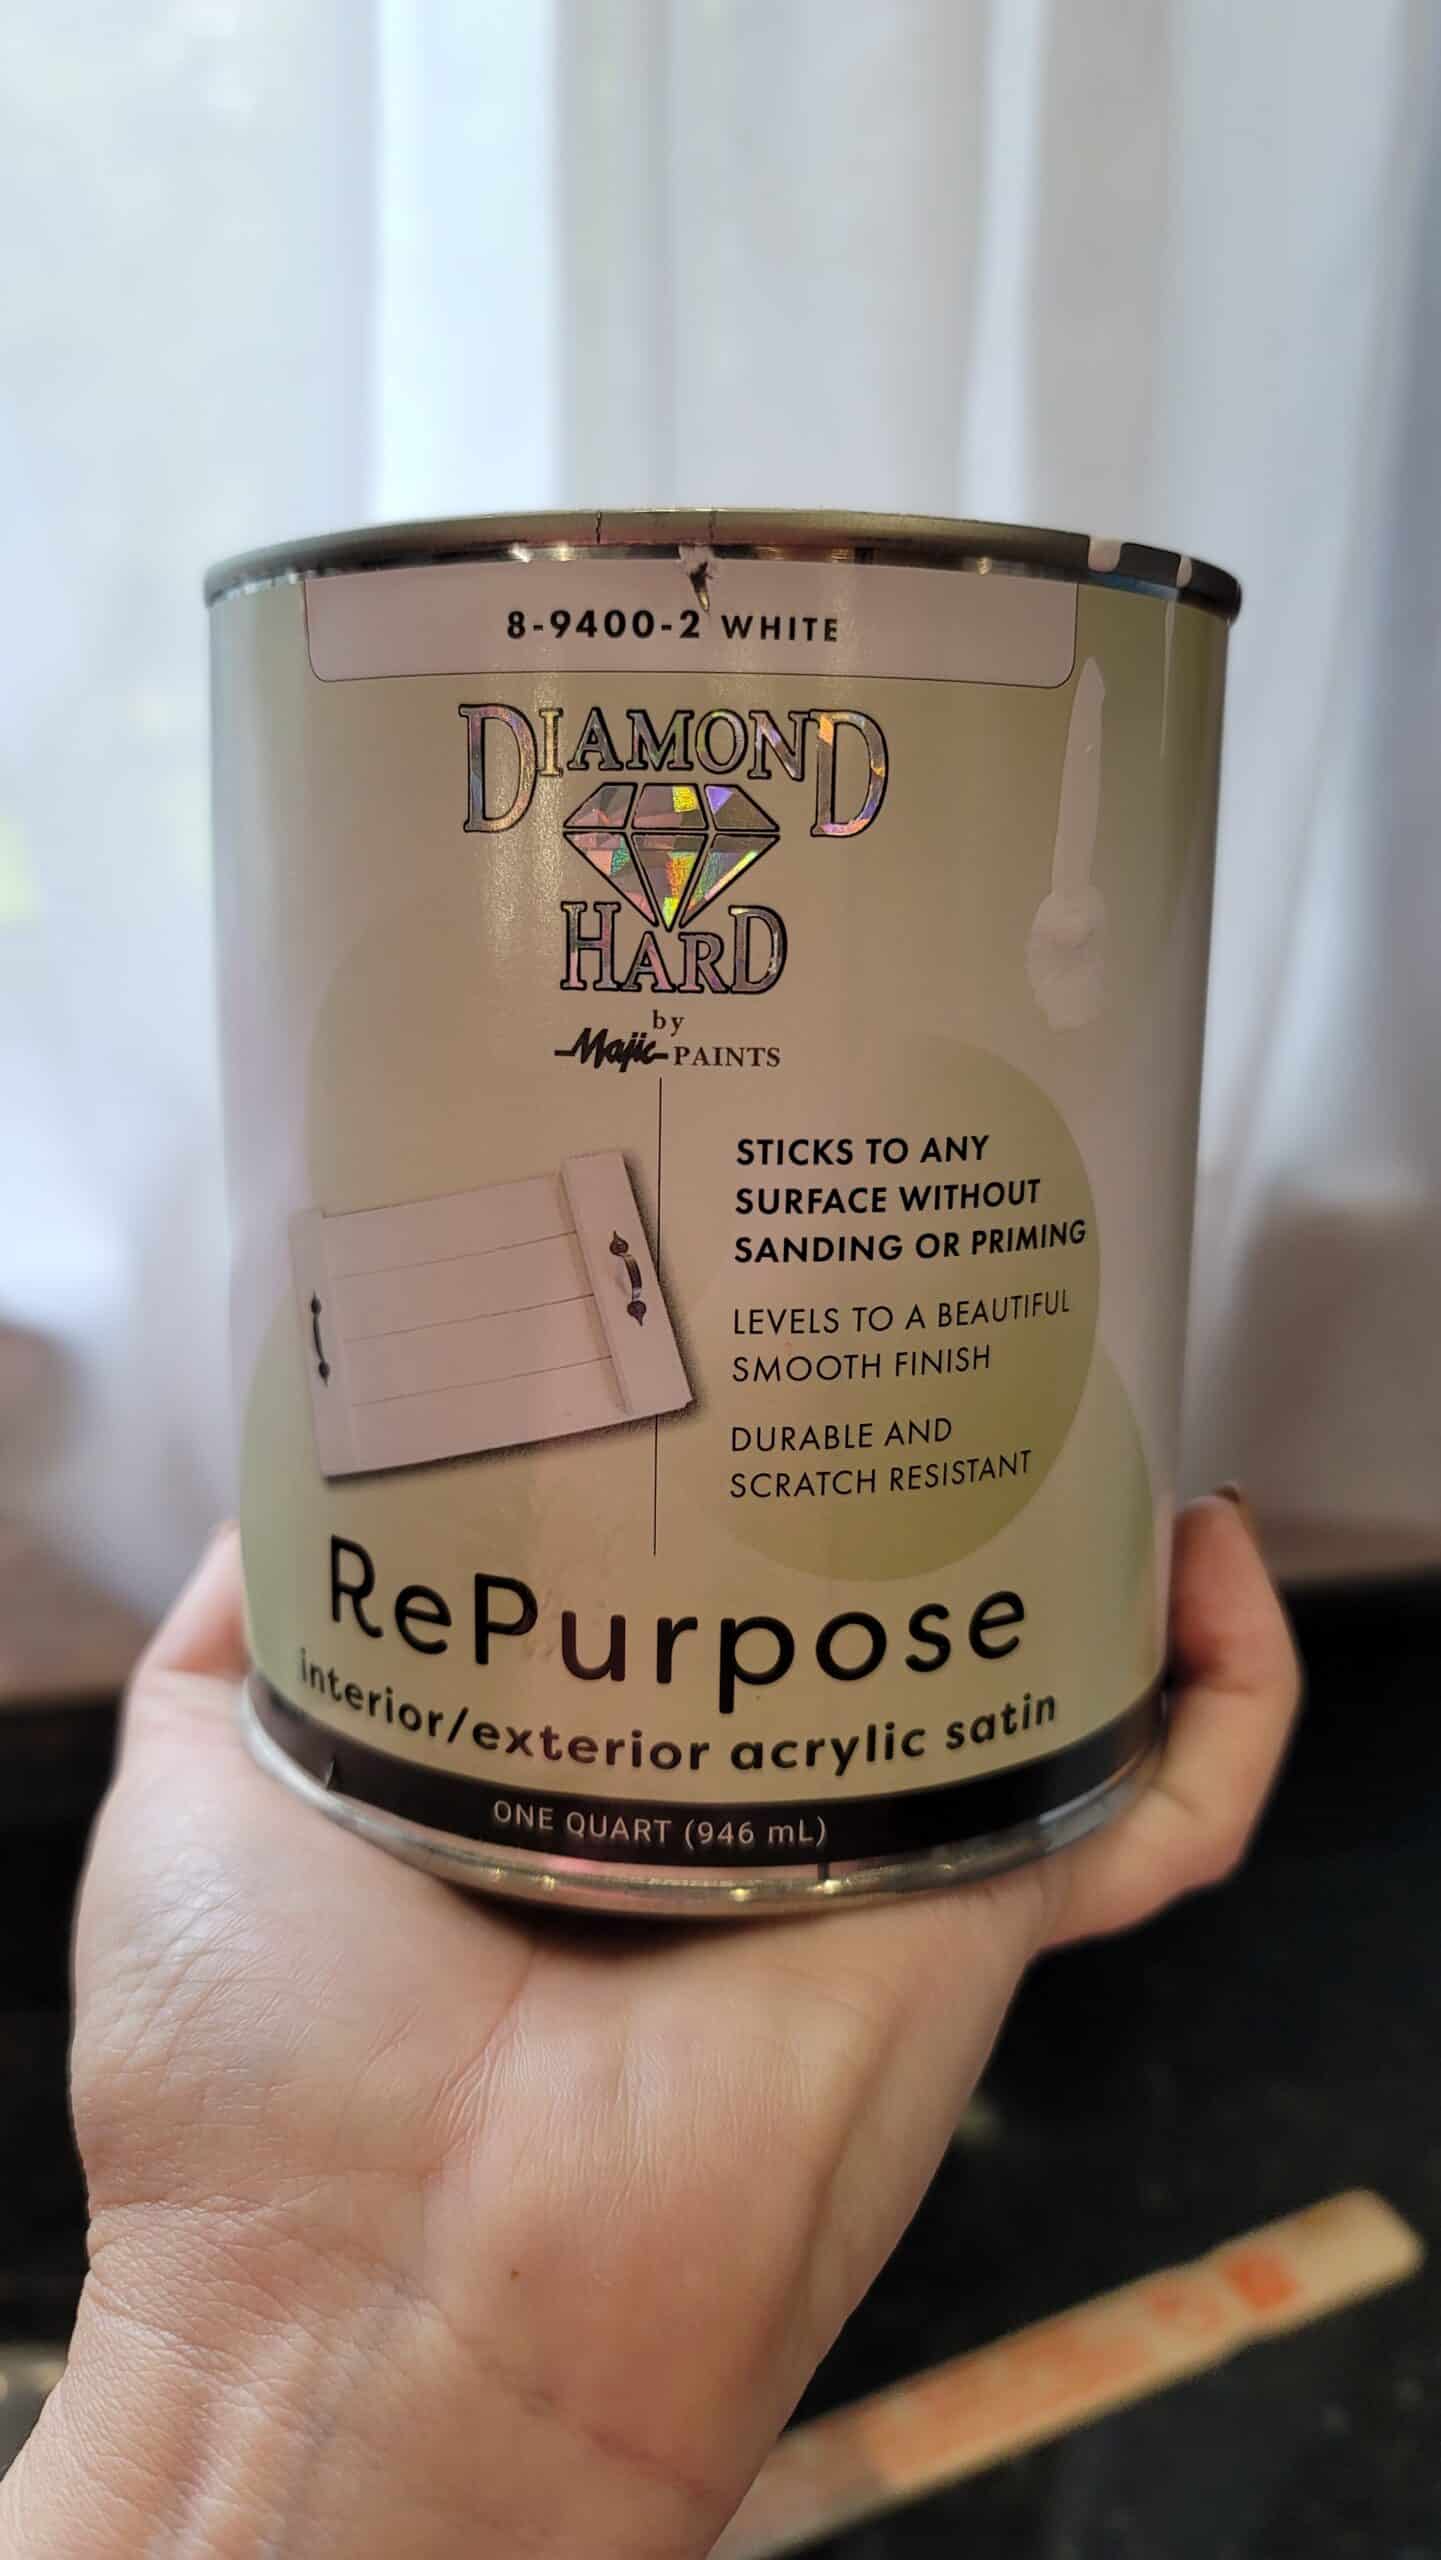 8-9400-2 WHITE
DIAMOND
HARD
by
Majic PAINTS
STICKS TO ANY
SURFACE WITHOUT
SANDING OR PRIMING
LEVELS TO A BEAUTIFUL
SMOOTH FINISH
DURABLE AND
SCRATCH RESISTANT
RePurpose
interior/exterior acrylic satin
ONE QUART (946 mL)